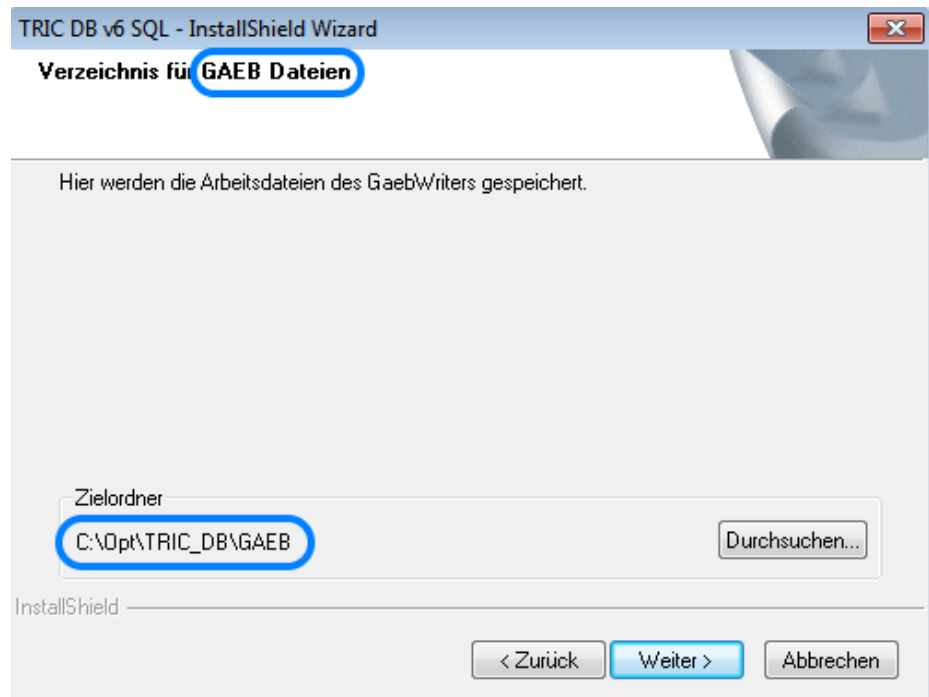 TRIC DB v6 SQL - InstallShield Wizard
Verzeichnis für GAEB Dateien
Hier werden die Arbeitsdateien des GaebWriters gespeichert.
Zielordner
C:\Opt\TRIC_DB\GAEB
Durchsuchen...
InstallShield
< Zurück
Weiter >
Abbrechen